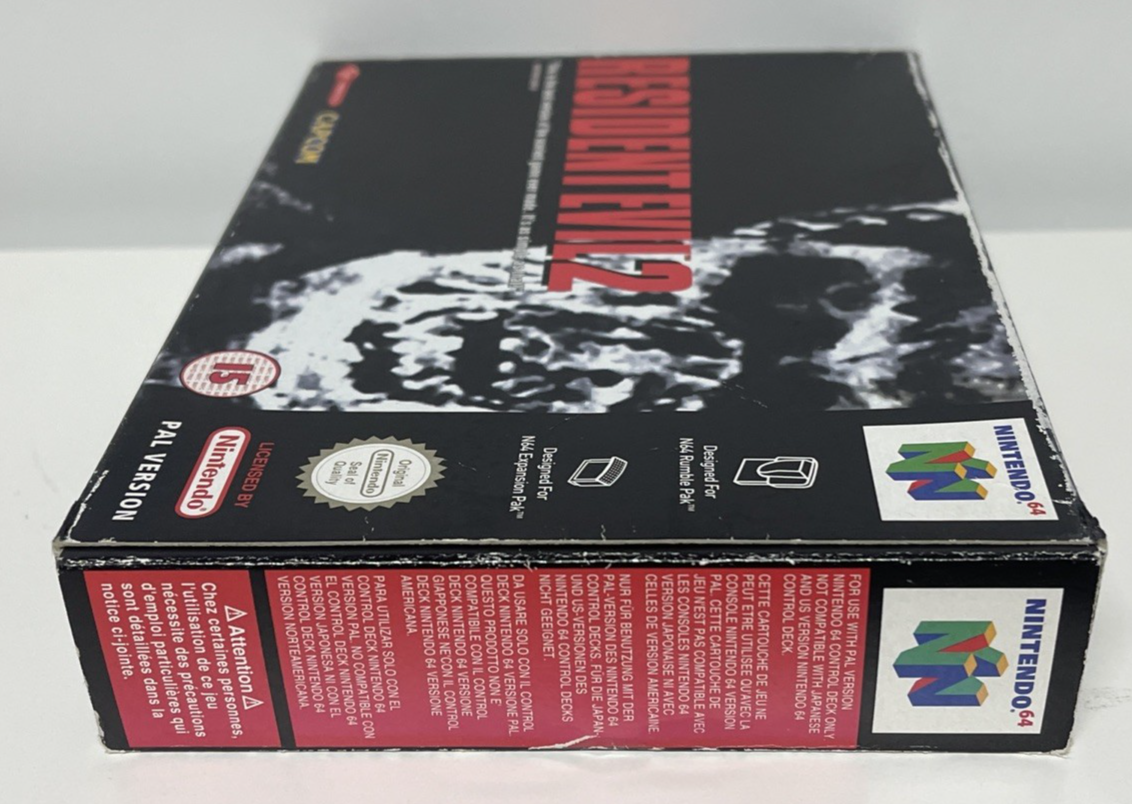 RESIDENT EVIL 2
CAPCOM
15
PAL VERSION
LICENSED BY
Nintendo®
Original
Nintendo
Seal of
Quality
Designed For
N64 Expansion Pak™
Designed For
N64 Rumble Pak™
NINTENDO64
NINTENDO64
FOR USE WITH PAL VERSION
NINTENDO 64 CONTROL DECK ONLY.
NOT COMPATIBLE WITH JAPANESE
AND US VERSION NINTENDO 64
CONTROL DECK
CETTE CARTOUCHE DE JEU NE
PEUT ETRE UTILISEE QU'AVEC LA
CONSOLE NINTENDO 64 VERSION
PAL. CETTE CARTOUCHE DE
JEU N'EST PAS COMPATIBLE AVEC
LES CONSOLES NINTENDO 64
VERSION JAPONAISE NI AVEC
CELLES DE VERSION AMERICAINE.
NUR FÜR BENUTZUNG MIT DER
PAL-VERSION DES NINTENDO 64
CONTROL DECKS. FÜR DIE JAPAN-
UND US-VERSIONEN DES
NINTENDO 64 CONTROL DECKS
NICHT GEEIGNET.
DA USARE SOLO CON IL CONTROL
DECK NINTENDO 64 VERSIONE PAL
QUESTO PRODOTTO NON E'
COMPATIBILE CON IL CONTROL
DECK NINTENDO 64 VERSIONE
GIAPPONESE NE CON IL CONTROL
DECK NINTENDO 64 VERSIONE
AMERICANA.
PARA UTILIZAR SOLO CON EL
CONTROL DECK NINTENDO 64
VERSION PAL. NO COMPATIBLE CON
EL CONTROL DECK NINTENDO 64
VERSION JAPONESA NI CON EL
CONTROL DECK NINTENDO 64
VERSION NORTEAMERICANA.
⚠Attention⚠
Chez certaines personnes,
l'utilisation de ce jeu
nécessite des précautions
d'emploi particulières qui
sont détaillées dans la
notice ci-jointe.